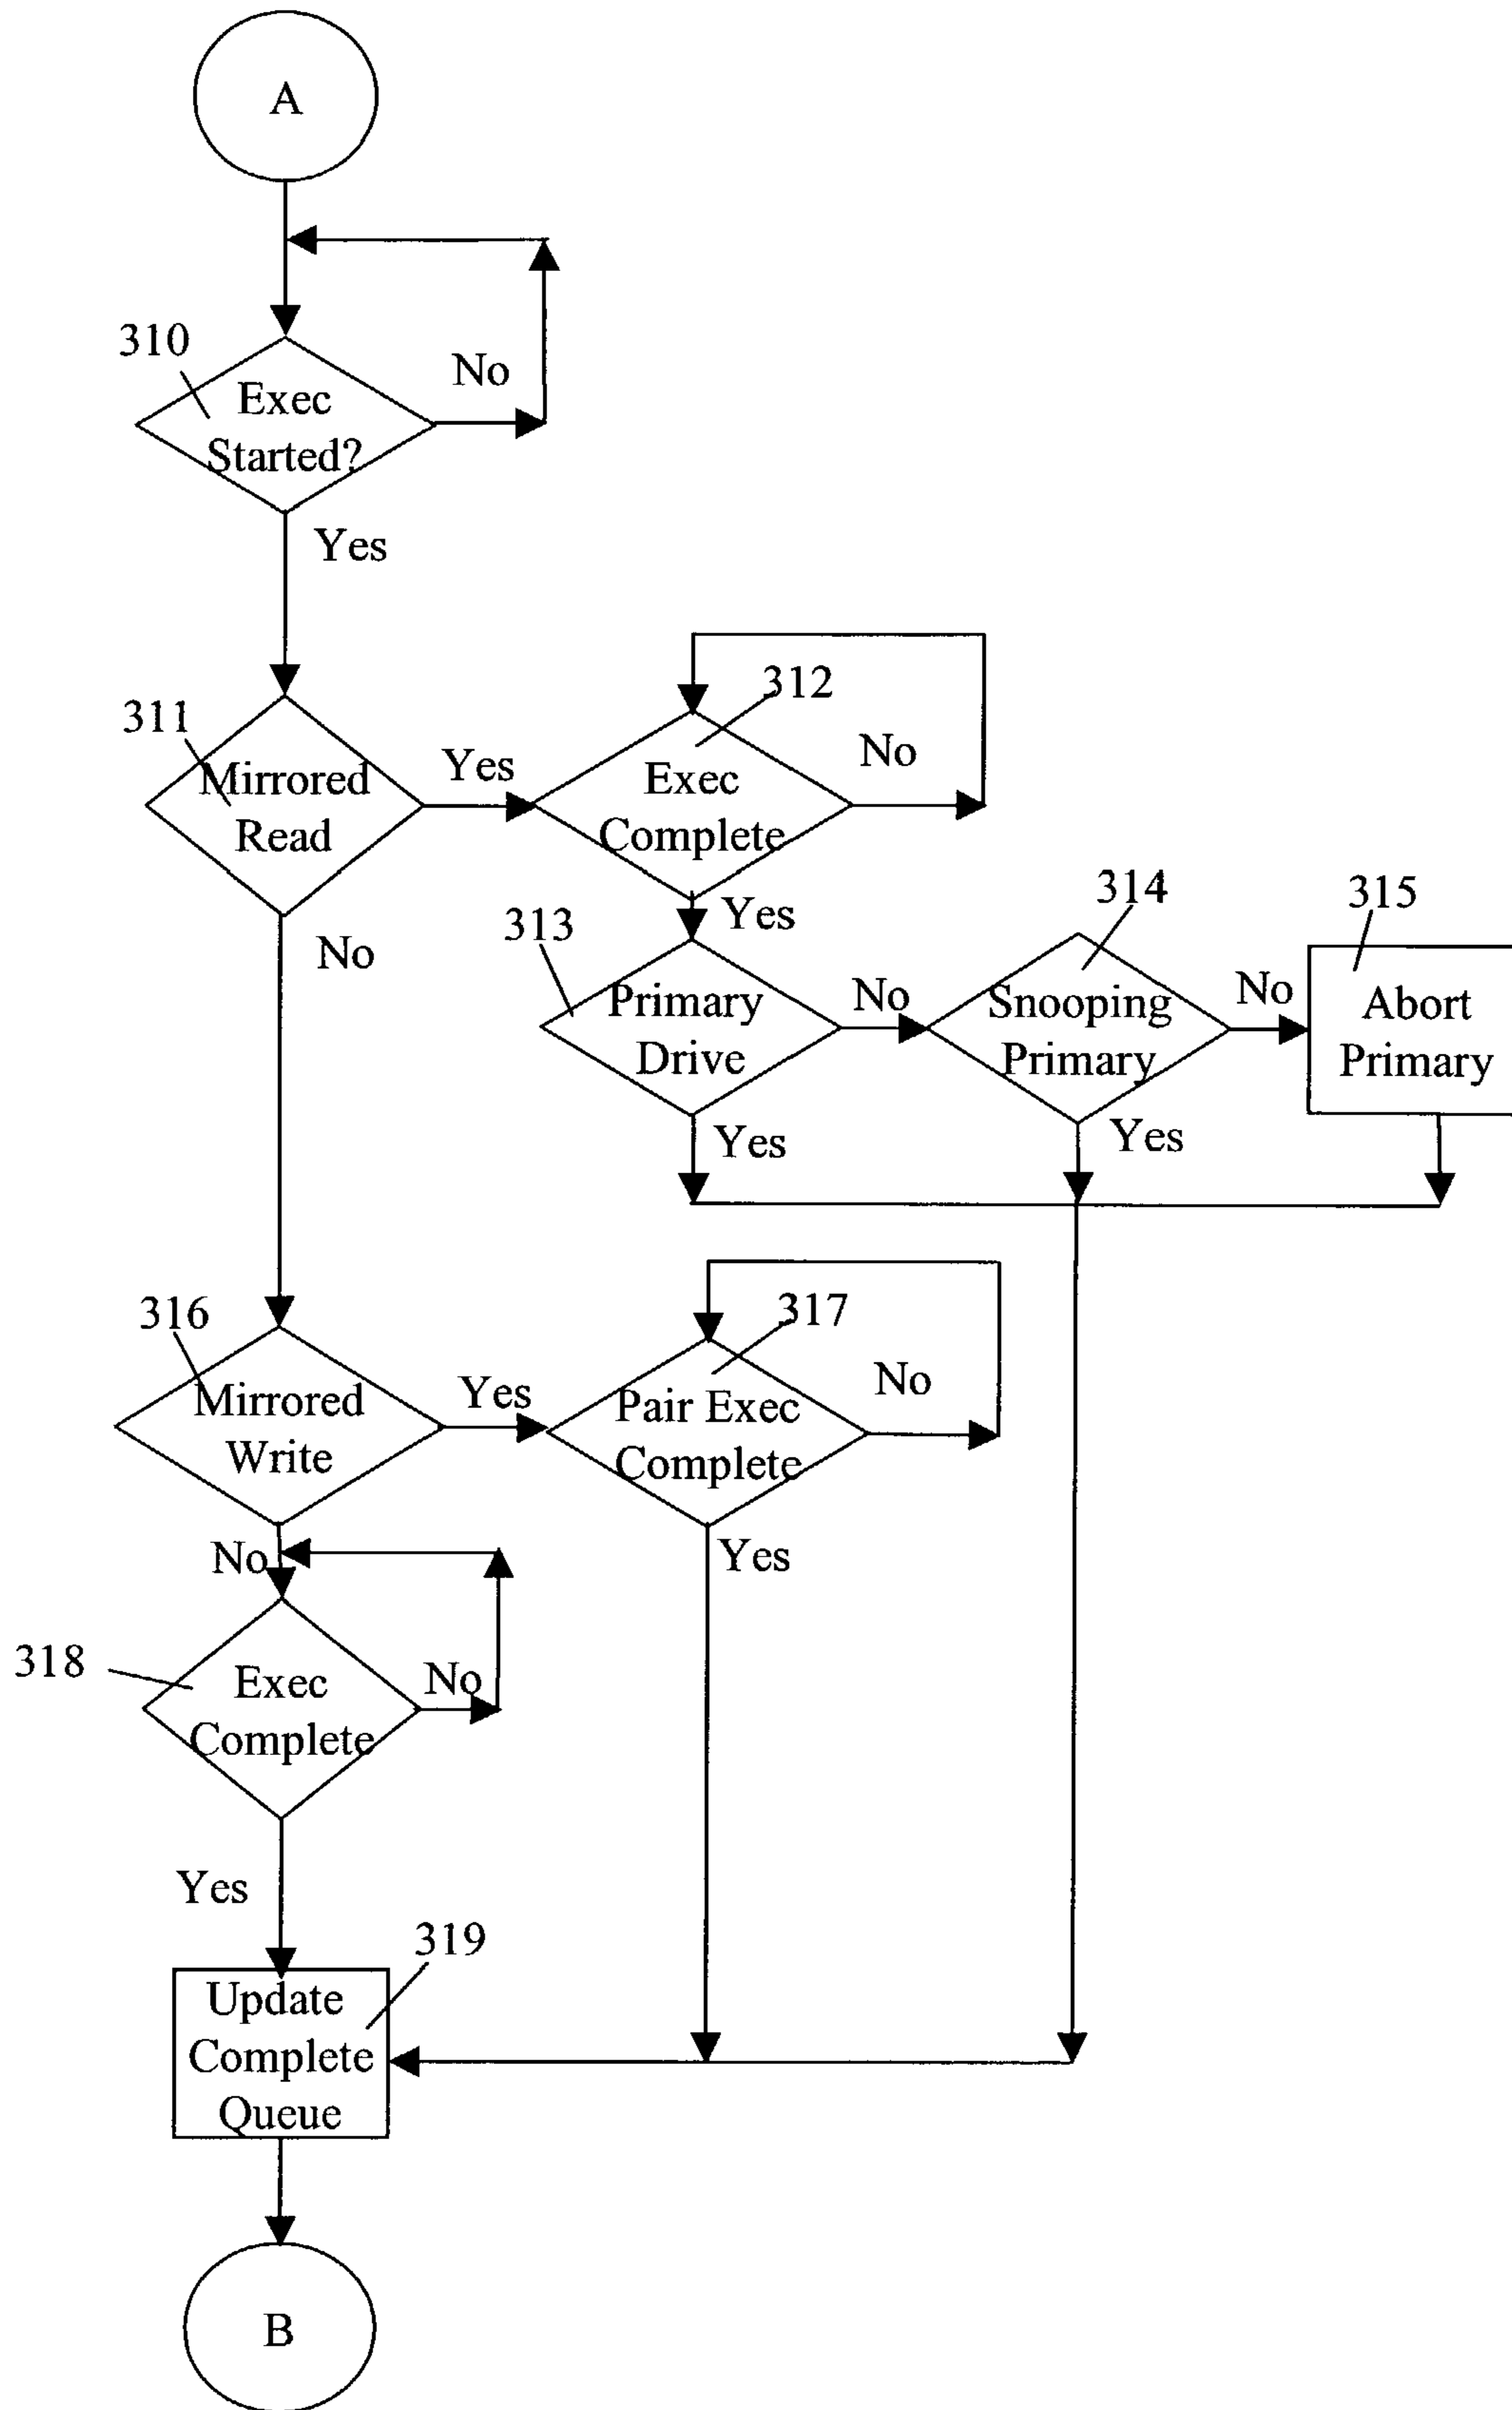 A
310
Exec
Started?
No
Yes
311
Mirrored
Read
Yes
312
Exec
Complete
No
No
Yes
313
Primary
Drive
No
Yes
314
Snooping
Primary
No
Yes
315
Abort
Primary
316
Mirrored
Write
Yes
317
Pair Exec
Complete
No
Yes
No
318
Exec
Complete
No
Yes
319
Update
Complete
Queue
B